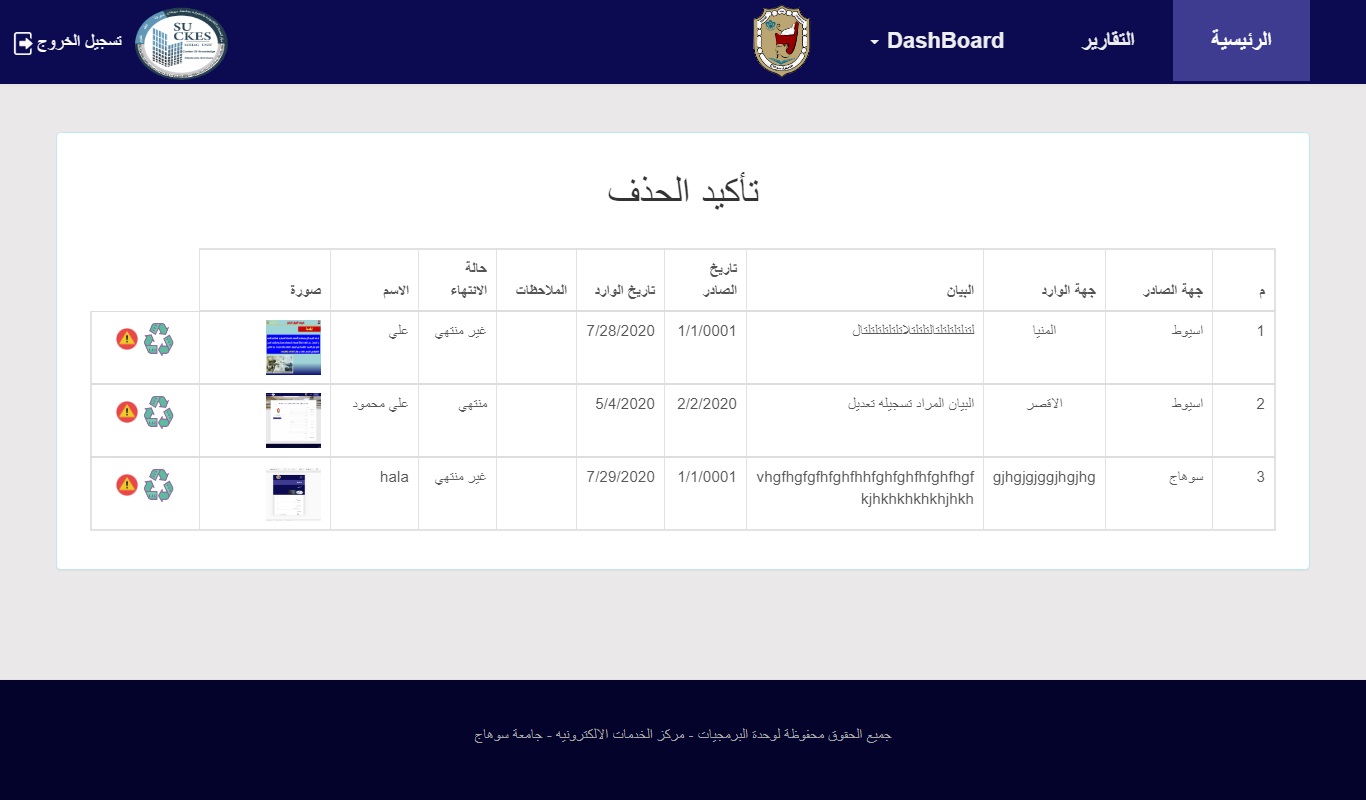 الرئيسية
التقارير
DashBoard
SU
CKES
تسجيل الخروج
تأكيد الحذف
م
جهة الصادر
جهة الوارد
البيان
تاريخ الصادر
تاريخ الوارد
الملاحظات
حالة الانتهاء
الاسم
صورة
1
اسيوط
المنيا
1/1/0001
7/28/2020
غير منتهي
علي
2
اسيوط
الاقصر
البيان المراد تسجيله تعديل
2/2/2020
5/4/2020
منتهي
علي محمود
3
سوهاج
gjhgjgjggjhgjhg
vhgfhgfgfhfghfhhfghfghfhfghfhgf
kjhkhkhkhkhjhkh
1/1/0001
7/29/2020
غير منتهي
hala
جميع الحقوق محفوظة لوحدة البرمجيات - مركز الخدمات الالكترونيه - جامعة سوهاج